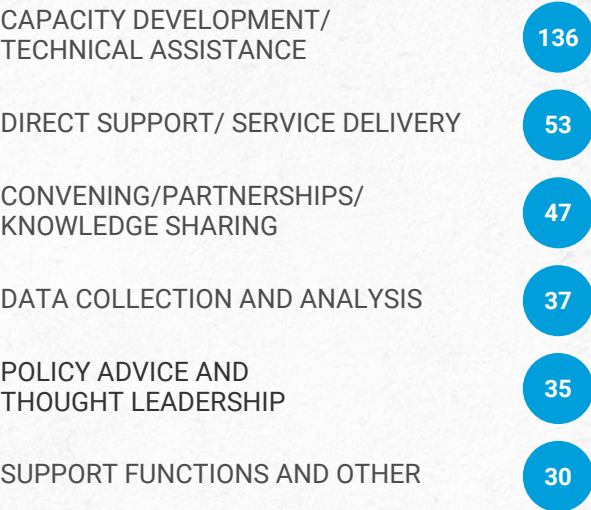 CAPACITY DEVELOPMENT/
TECHNICAL ASSISTANCE
136
DIRECT SUPPORT/ SERVICE DELIVERY
53
CONVENING/PARTNERSHIPS/
KNOWLEDGE SHARING
47
DATA COLLECTION AND ANALYSIS
37
POLICY ADVICE AND
THOUGHT LEADERSHIP
35
SUPPORT FUNCTIONS AND OTHER
30